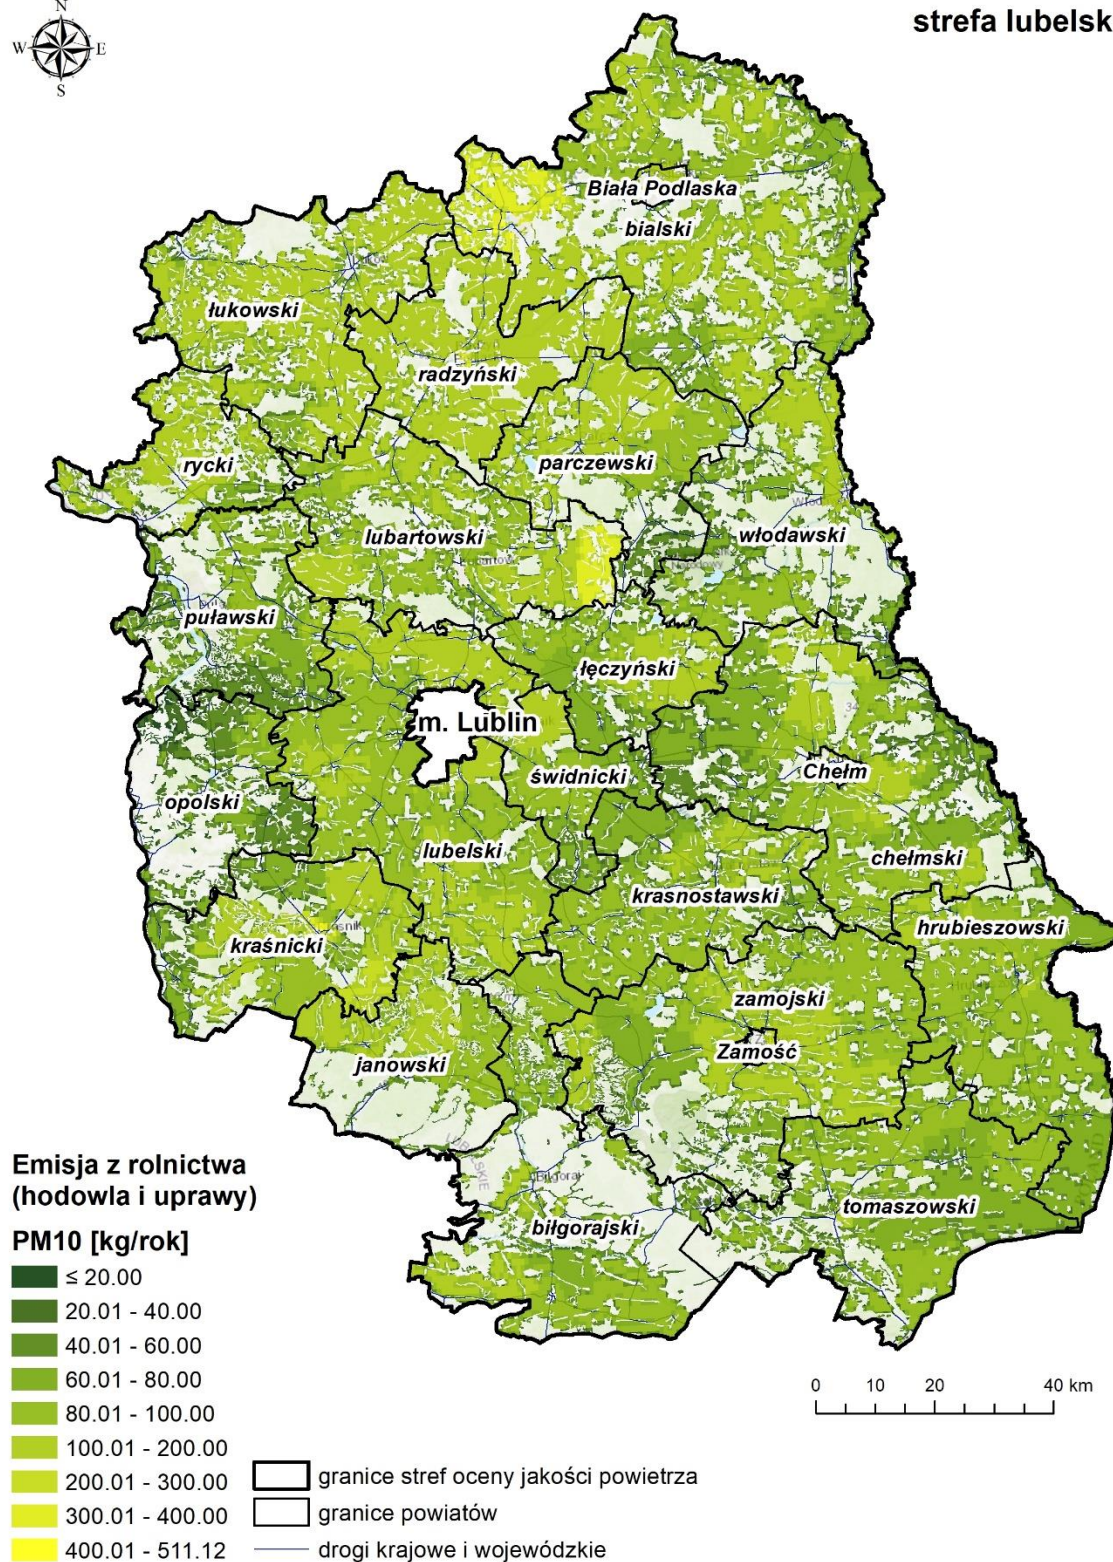 N
strefa lubelsk
W E
S
Biała Podlaska
bialski
łukowski
radzyński
rycki
parczewski
lubartowski
włodawski
puławski
łęczyński
m. Lublin
świdnicki
Chełm
opolski
lubelski
chełmski
krasnostawski
hrubieszowski
kraśnicki
zamojski
Zamość
janowski
Biłgoraj
tomaszowski
biłgorajski
Emisja z rolnictwa
(hodowla i uprawy)
PM10 [kg/rok]
≤ 20.00
20.01 - 40.00
40.01 - 60.00
60.01 - 80.00
80.01 - 100.00
100.01 - 200.00
200.01 - 300.00
300.01 - 400.00
400.01 - 511.12
0 10 20 40 km
granice stref oceny jakości powietrza
granice powiatów
drogi krajowe i wojewódzkie